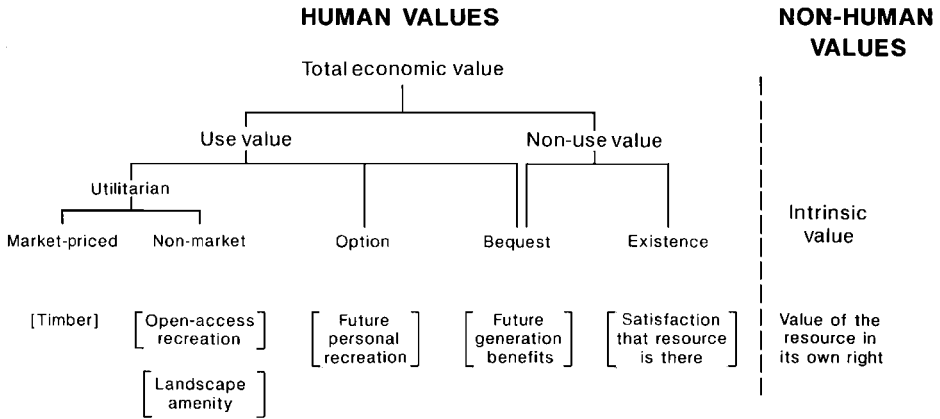 HUMAN VALUES
NON-HUMAN
VALUES
Total economic value
Use value
Non-use value
Utilitarian
Market-priced
Non-market
Option
Bequest
Existence
Intrinsic
value
[Timber]
[Open-access
recreation]
[Landscape
amenity]
[Future
personal
recreation]
[Future
generation
benefits]
[Satisfaction
that resource
is there]
Value of the
resource in
its own right